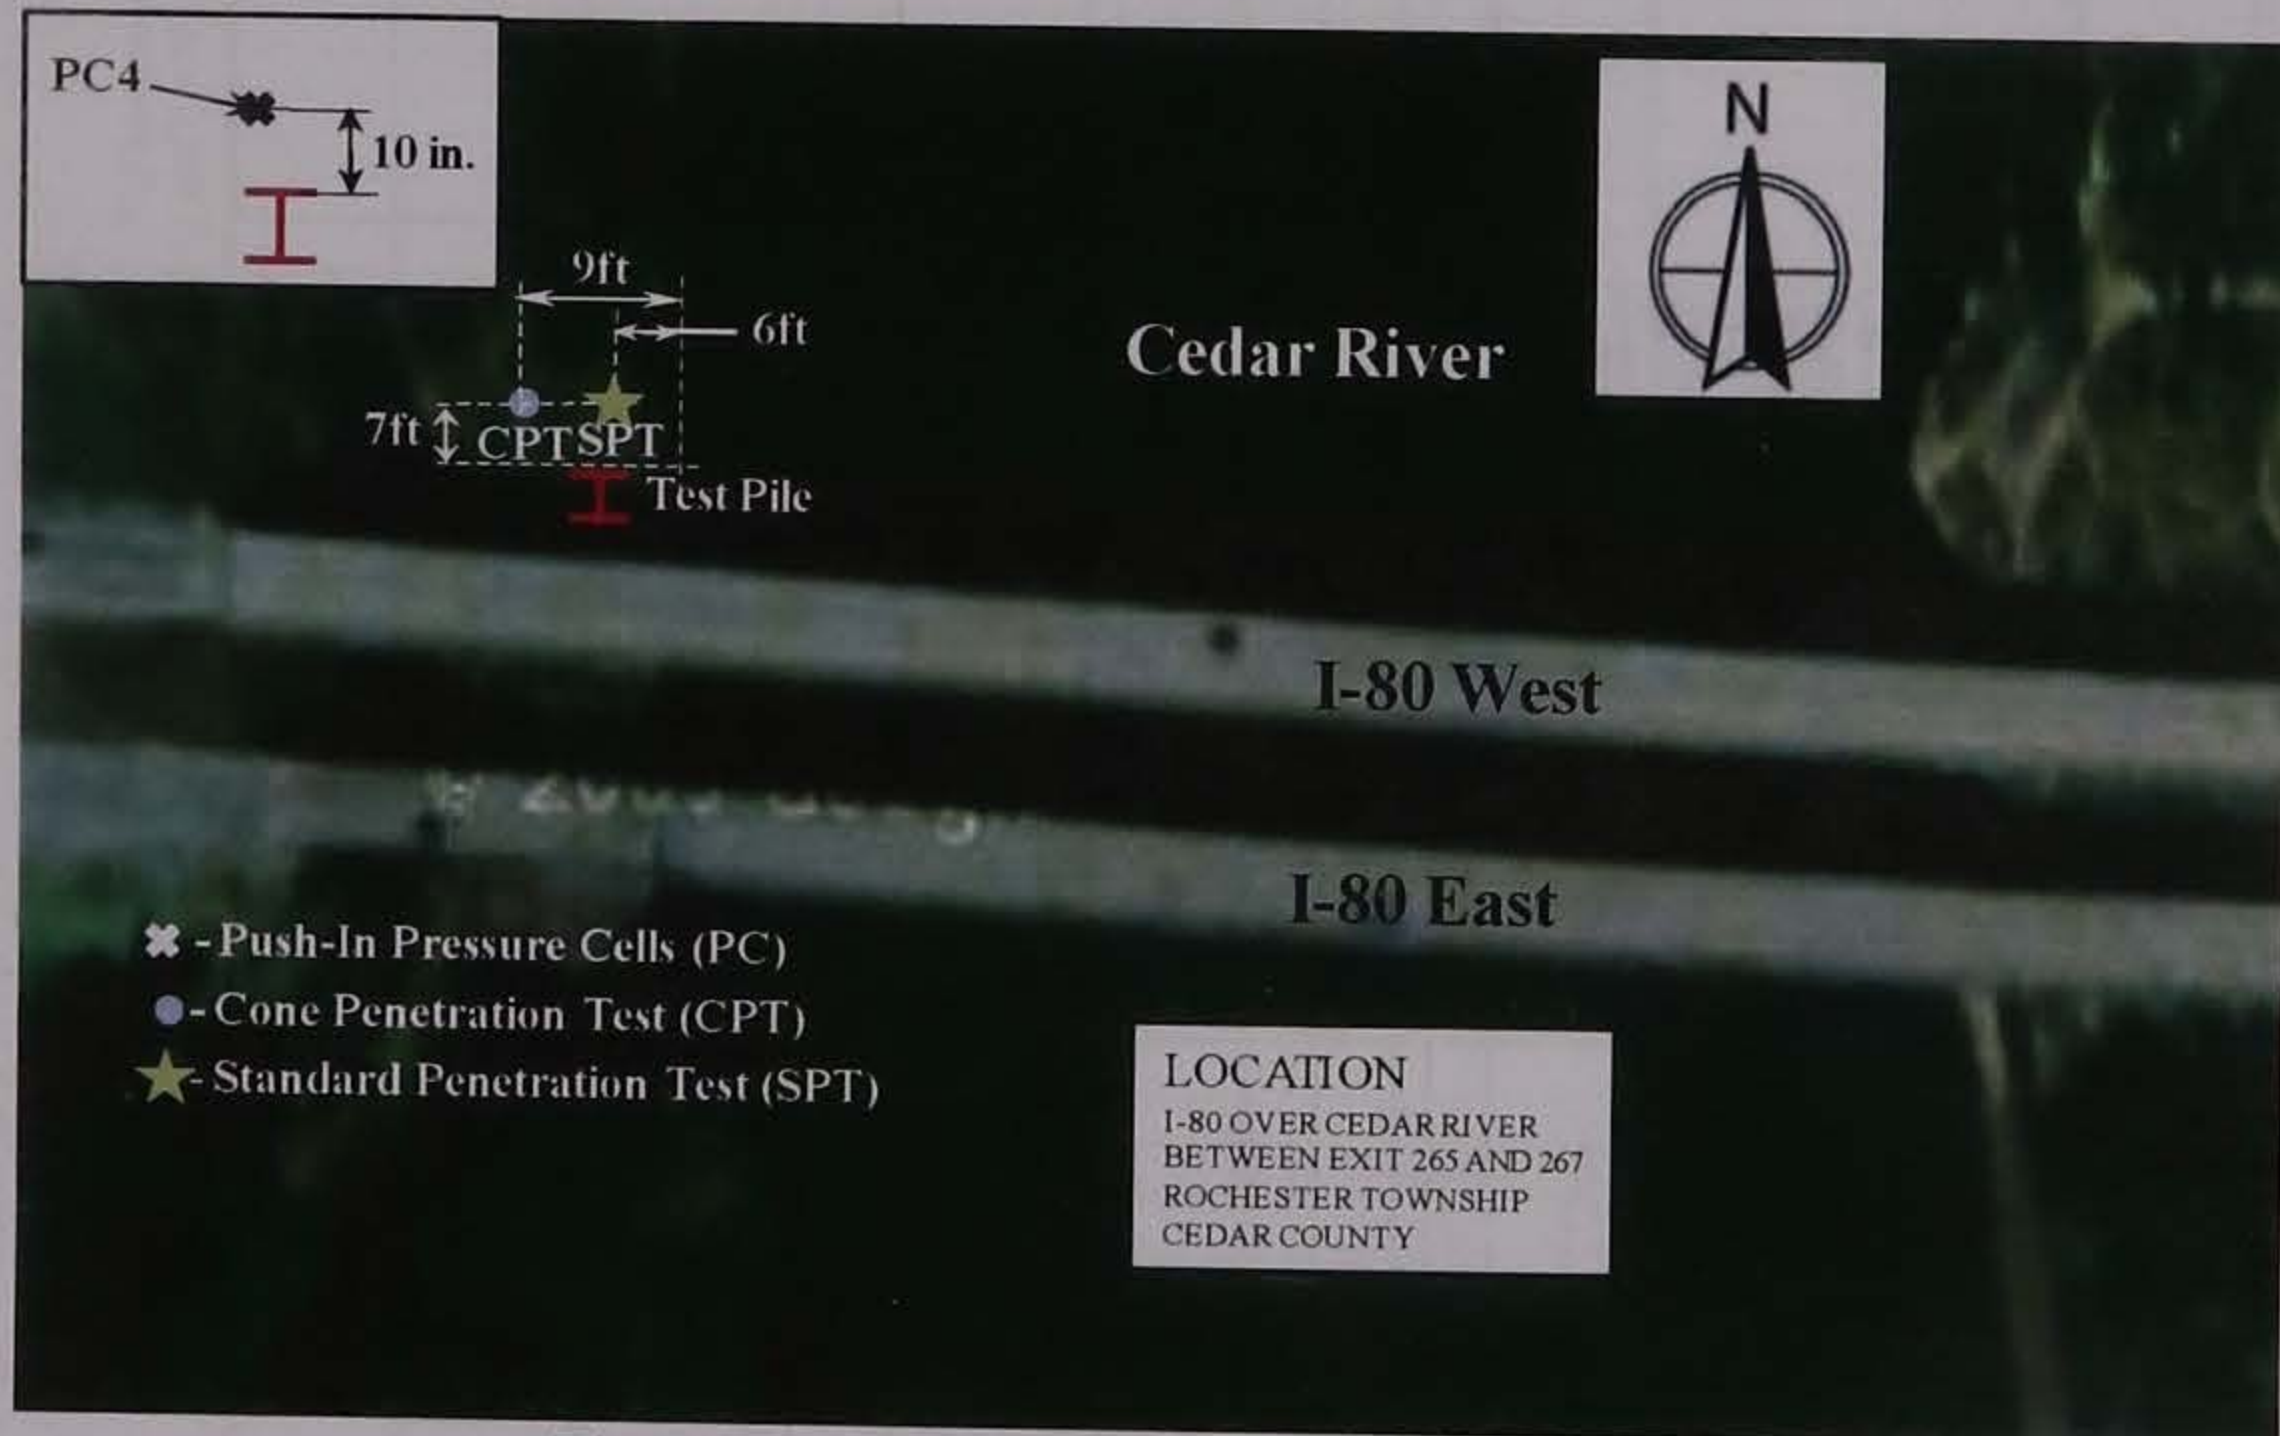 PC4
10 in.
N
9ft
6ft
Cedar River
7ft
CPT
SPT
Test Pile
I-80 West
I-80 East
- Push-In Pressure Cells (PC)
- Cone Penetration Test (CPT)
- Standard Penetration Test (SPT)
LOCATION
I-80 OVER CEDAR RIVER
BETWEEN EXIT 265 AND 267
ROCHESTER TOWNSHIP
CEDAR COUNTY